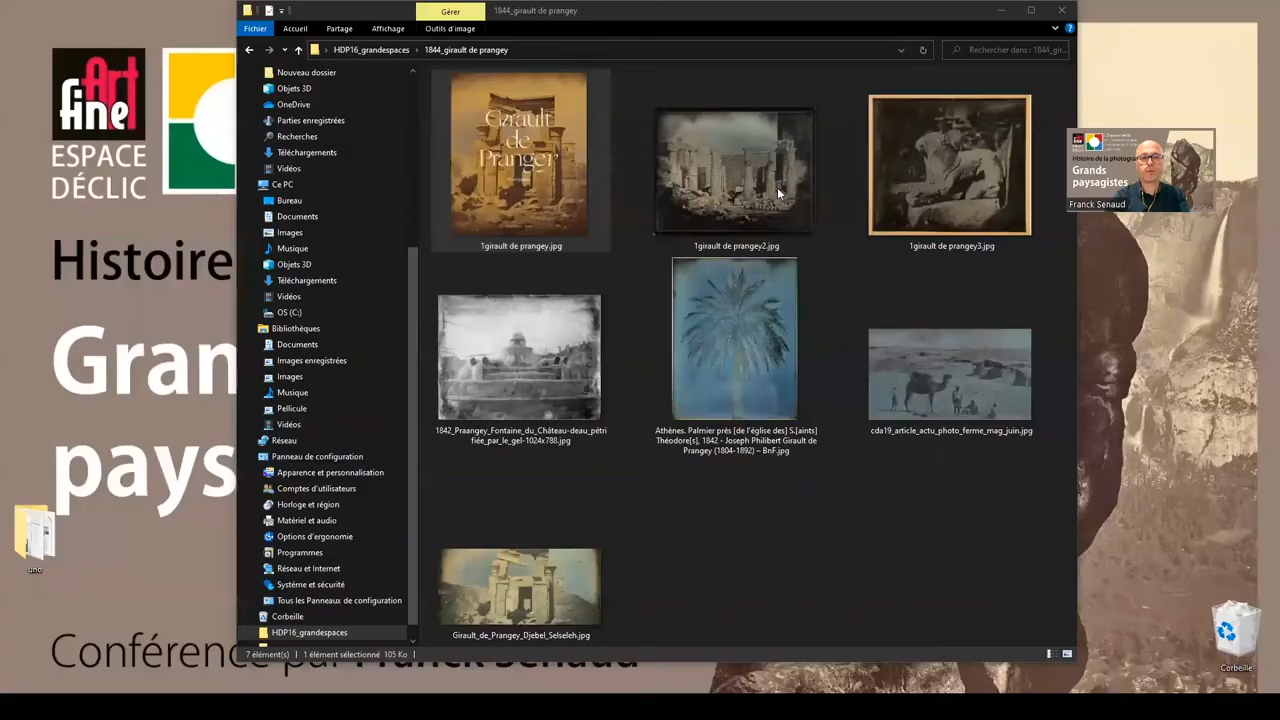 Gérer
1844_girault de prangey
Fichier
Accueil
Partage
Affichage
Outils d'image
HDP16_grandespaces
1844_girault de prangey
Rechercher dans : 1844_gir...
Nouveau dossier
Objets 3D
OneDrive
Parties enregistrées
Recherches
Téléchargements
Vidéos
Ce PC
Bureau
Documents
Images
Musique
Objets 3D
Téléchargements
Vidéos
OS (C:)
Bibliothèques
Documents
Images enregistrées
Images
Musique
Pellicule
Vidéos
Réseau
Panneau de configuration
Apparence et personnalisation
Comptes d'utilisateurs
Horloge et région
Matériel et audio
Options d'ergonomie
Programmes
Réseau et Internet
Système et sécurité
Tous les Panneaux de configuration
Corbeille
HDP16_grandespaces
Girault
de
Prangey
1girault de prangey.jpg
1girault de prangey2.jpg
1girault de prangey3.jpg
1842_Praangey_Fontaine_du_Château-deau_pétri
fiée_par_le_gel-1024x788.jpg
Athènes. Palmier près [de l'église des] S.[aints]
Théodore[s], 1842 - Joseph Philibert Girault de
Prangey (1804-1892) – BnF.jpg
cda19_article_actu_photo_ferme_mag_juin.jpg
Girault_de_Prangey_Djebel_Selseleh.jpg
7 élément(s)
1 élément sélectionné 105 Ko
Art
fine
ESPACE
DÉCLIC
Histoire
Gran
pays
Conférence par Franck Senaud
uno
Corbeille
Histoire de la photogra
Grands
paysagistes
Franck Senaud